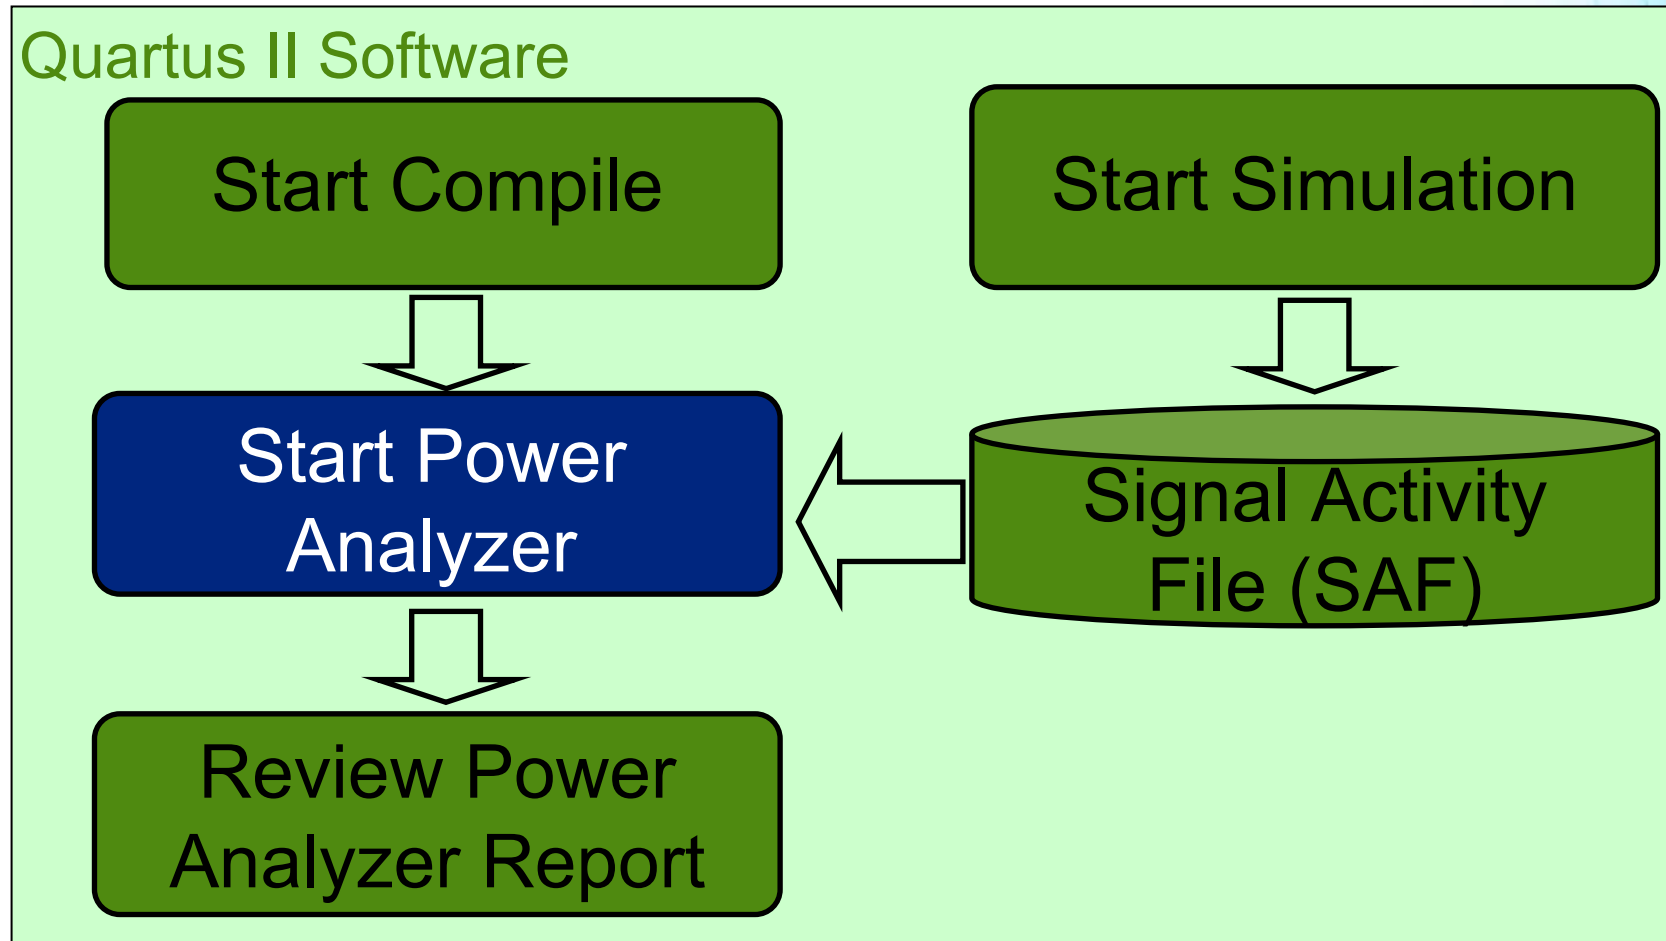 Quartus II Software
Start Compile
Start Simulation
Start Power
Analyzer
Signal Activity
File (SAF)
Review Power
Analyzer Report